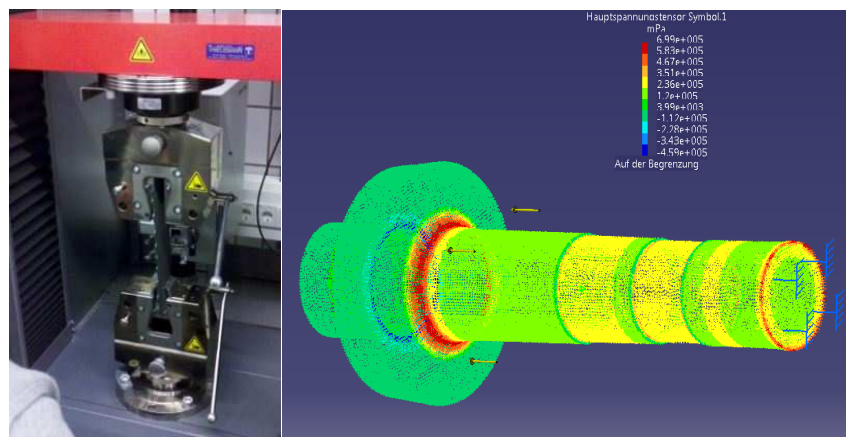 Hauptspannungstensor Symbol.1
mPa
6.99e+005
5.83e+005
4.67e+005
3.51e+005
2.36e+005
1.2e+005
3.99e+003
-1.12e+005
-2.28e+005
-3.43e+005
-4.59e+005
Auf der Begrenzung